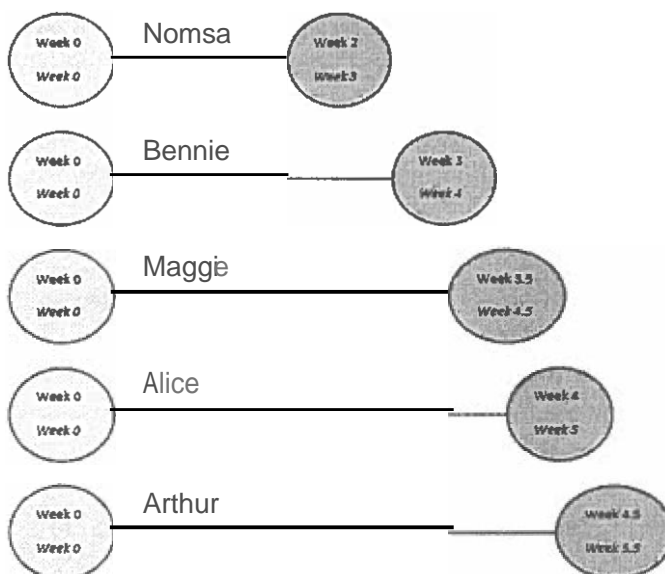 Nomsa
Week 0
Week 2
Week 0
Week 3
Bennie
Week 0
Week 3
Week 0
Week 4
Maggie
Week 0
Week 3.5
Week 0
Week 4.5
Alice
Week 0
Week 4
Week 0
Week 5
Arthur
Week 0
Week 4.5
Week 0
Week 5.5